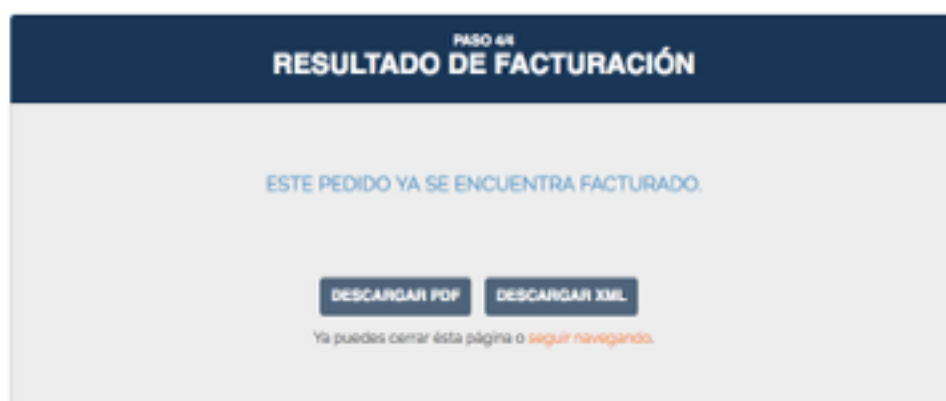 PASO 4/4
RESULTADO DE FACTURACIÓN
ESTE PEDIDO YA SE ENCUENTRA FACTURADO.
DESCARGAR PDF DESCARGAR XML
Ya puedes cerrar ésta página o seguir navegando.